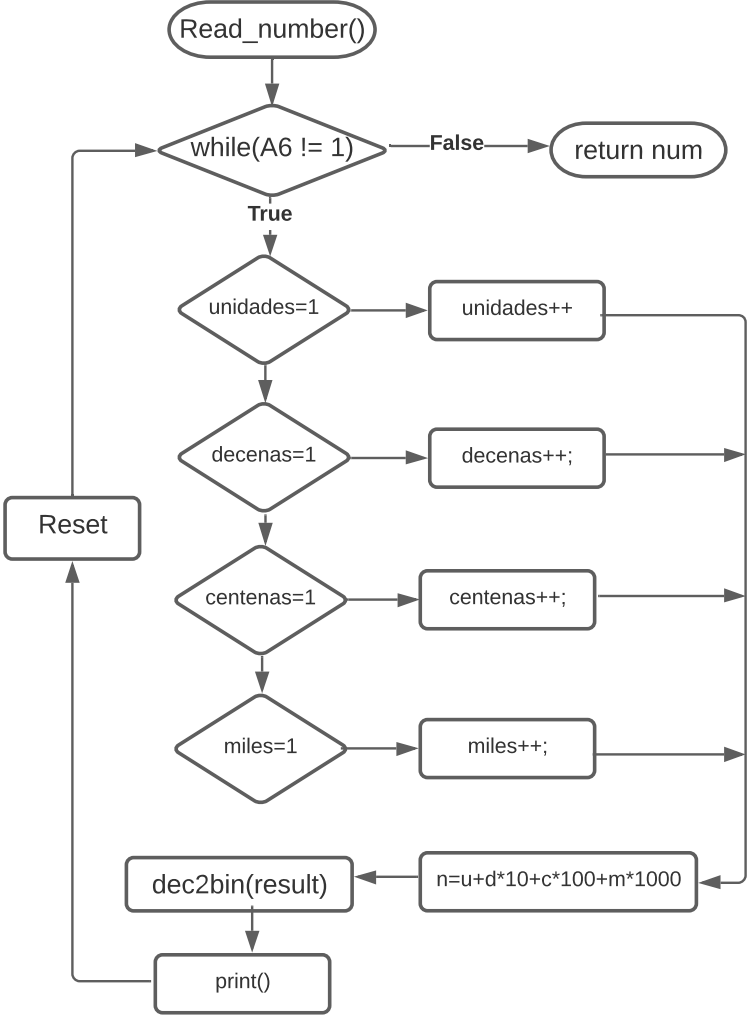 Read_number()
while(A6 != 1)
False
return num
True
unidades=1
unidades++
decenas=1
decenas++;
Reset
centenas=1
centenas++;
miles=1
miles++;
dec2bin(result)
n=u+d*10+c*100+m*1000
print()